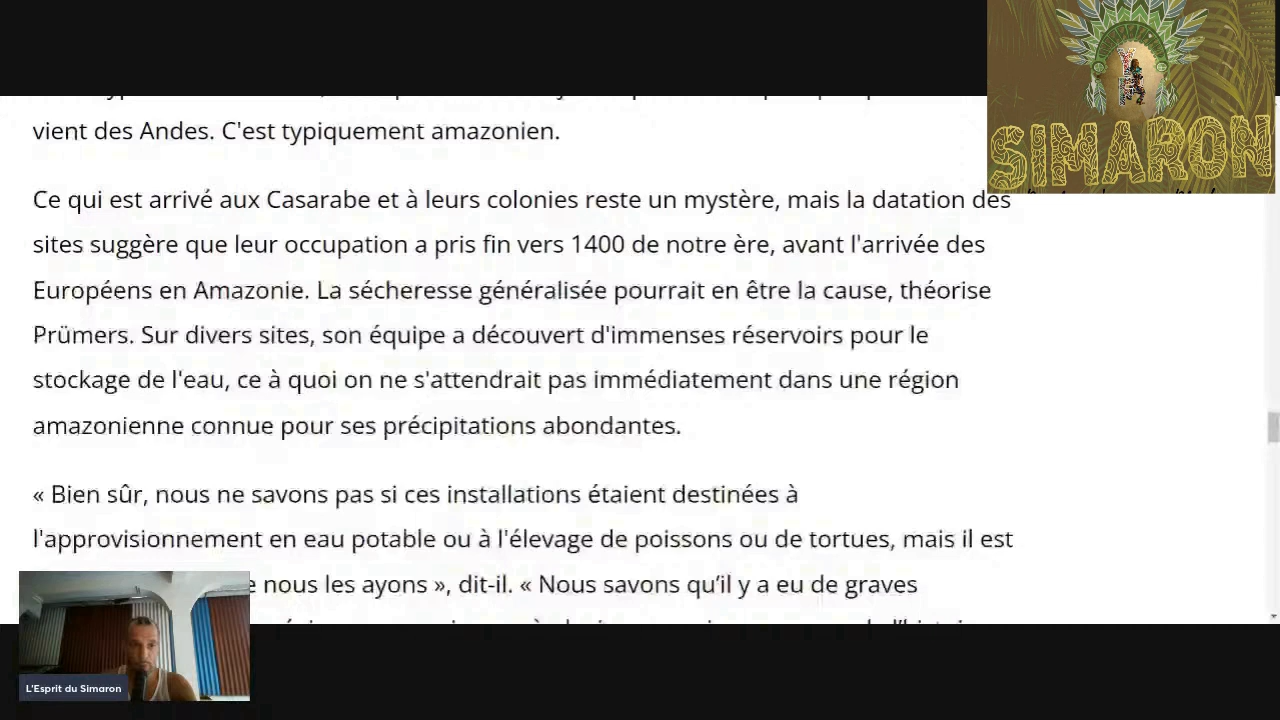 vient des Andes. C'est typiquement amazonien.
SIMARON
Ce qui est arrivé aux Casarabe et à leurs colonies reste un mystère, mais la datation des
sites suggère que leur occupation a pris fin vers 1400 de notre ère, avant l'arrivée des
Européens en Amazonie. La sécheresse généralisée pourrait en être la cause, théorise
Prümers. Sur divers sites, son équipe a découvert d'immenses réservoirs pour le
stockage de l'eau, ce à quoi on ne s'attendrait pas immédiatement dans une région
amazonienne connue pour ses précipitations abondantes.
« Bien sûr, nous ne savons pas si ces installations étaient destinées à
l'approvisionnement en eau potable ou à l'élevage de poissons ou de tortues, mais il est
nous les ayons », dit-il. « Nous savons qu’il y a eu de graves
L'Esprit du Simaron